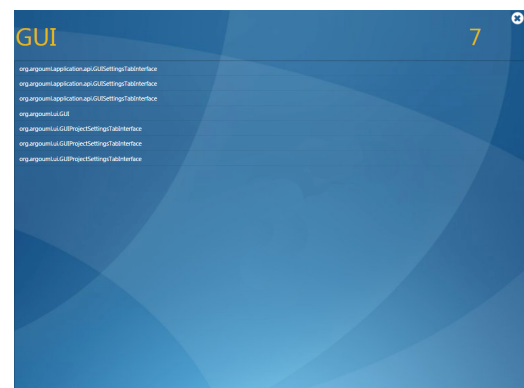 GUI 7
org.argouml.application.api.GUISettingsTabInterface
org.argouml.application.api.GUISettingsTabInterface
org.argouml.application.api.GUISettingsTabInterface
org.argouml.ui.GUI
org.argouml.ui.GUIProjectSettingsTabInterface
org.argouml.ui.GUIProjectSettingsTabInterface
org.argouml.ui.GUIProjectSettingsTabInterface